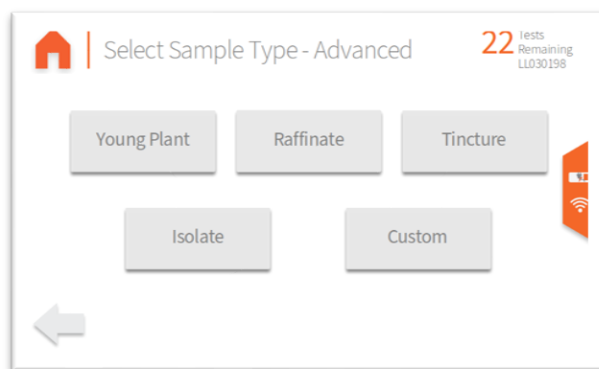 Select Sample Type - Advanced
22 Tests
Remaining
LL030198
Young Plant
Raffinate
Tincture
Isolate
Custom